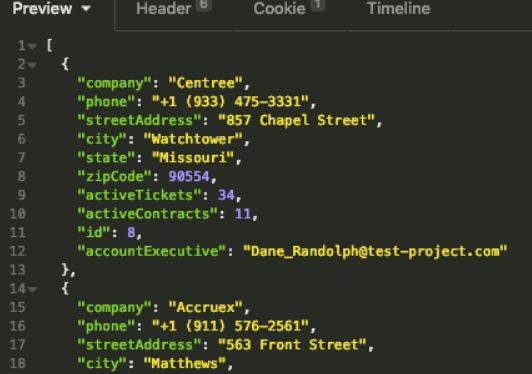 Preview Header 6 Cookie 1 Timeline
1 [
2 {
3 "company": "Centree",
4 "phone": "+1 (933) 475-3331",
5 "streetAddress": "857 Chapel Street",
6 "city": "Watchtower",
7 "state": "Missouri",
8 "zipCode": 90554,
9 "activeTickets": 34,
10 "activeContracts": 11,
11 "id": 8,
12 "accountExecutive": "Dane_Randolph@test-project.com"
13 },
14 {
15 "company": "Accruex",
16 "phone": "+1 (911) 576-2561",
17 "streetAddress": "563 Front Street",
18 "city": "Matthews",